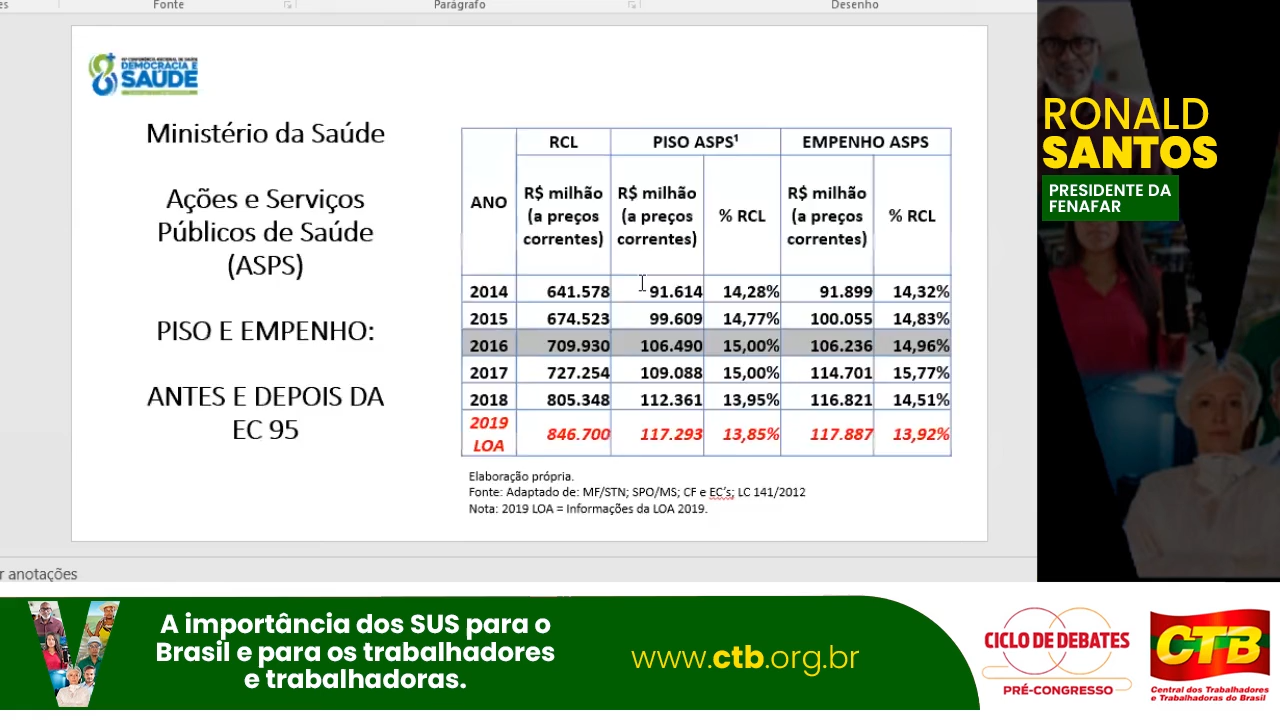 Fonte
Parágrafo
Desenho
DEMOCRACIA E
SAÚDE
Ministério da Saúde
Ações e Serviços
Públicos de Saúde
(ASPS)
PISO E EMPENHO:
ANTES E DEPOIS DA
EC 95
ANO RCL PISO ASPS¹ EMPENHO ASPS
R$ milhão (a preços correntes) R$ milhão (a preços correntes) % RCL R$ milhão (a preços correntes) % RCL
2014 641.578 91.614 14,28% 91.899 14,32%
2015 674.523 99.609 14,77% 100.055 14,83%
2016 709.930 106.490 15,00% 106.236 14,96%
2017 727.254 109.088 15,00% 114.701 15,77%
2018 805.348 112.361 13,95% 116.821 14,51%
2019 LOA 846.700 117.293 13,85% 117.887 13,92%
Elaboração própria.
Fonte: Adaptado de: MF/STN; SPO/MS; CF e EC's; LC 141/2012
Nota: 2019 LOA = Informações da LOA 2019.
r anotações
RONALD
SANTOS
PRESIDENTE DA
FENAFAR
A importância dos SUS para o
Brasil e para os trabalhadores
e trabalhadoras.
www.ctb.org.br
CICLO DE DEBATES
PRÉ-CONGRESSO
CTB
Central dos Trabalhadores
e Trabalhadoras do Brasil